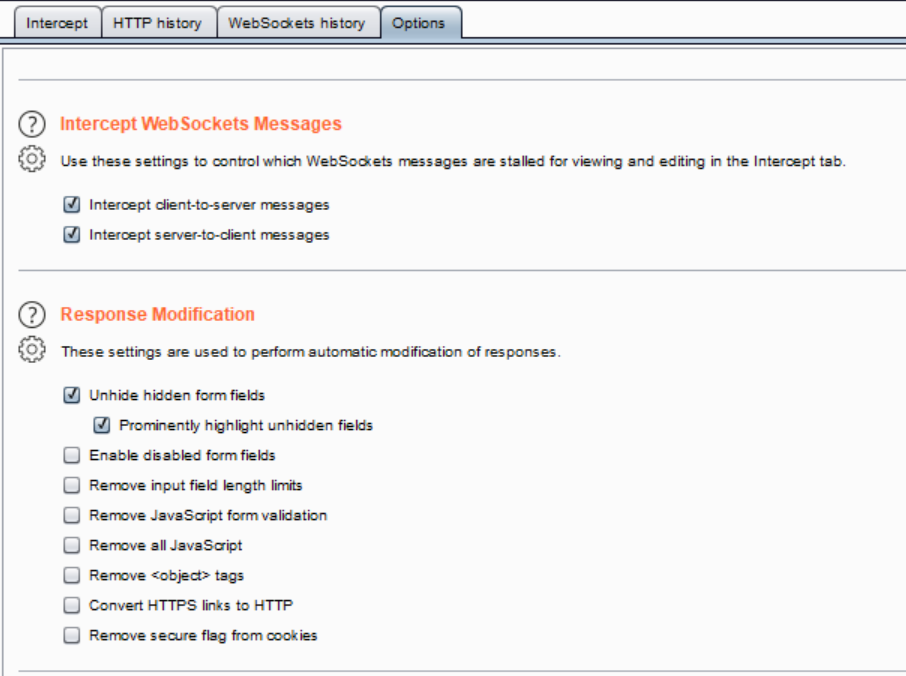 Intercept HTTP history WebSockets history Options
? Intercept WebSockets Messages
Use these settings to control which WebSockets messages are stalled for viewing and editing in the Intercept tab.
Intercept client-to-server messages
Intercept server-to-client messages
? Response Modification
These settings are used to perform automatic modification of responses.
Unhide hidden form fields
Prominently highlight unhidden fields
Enable disabled form fields
Remove input field length limits
Remove JavaScript form validation
Remove all JavaScript
Remove <object> tags
Convert HTTPS links to HTTP
Remove secure flag from cookies